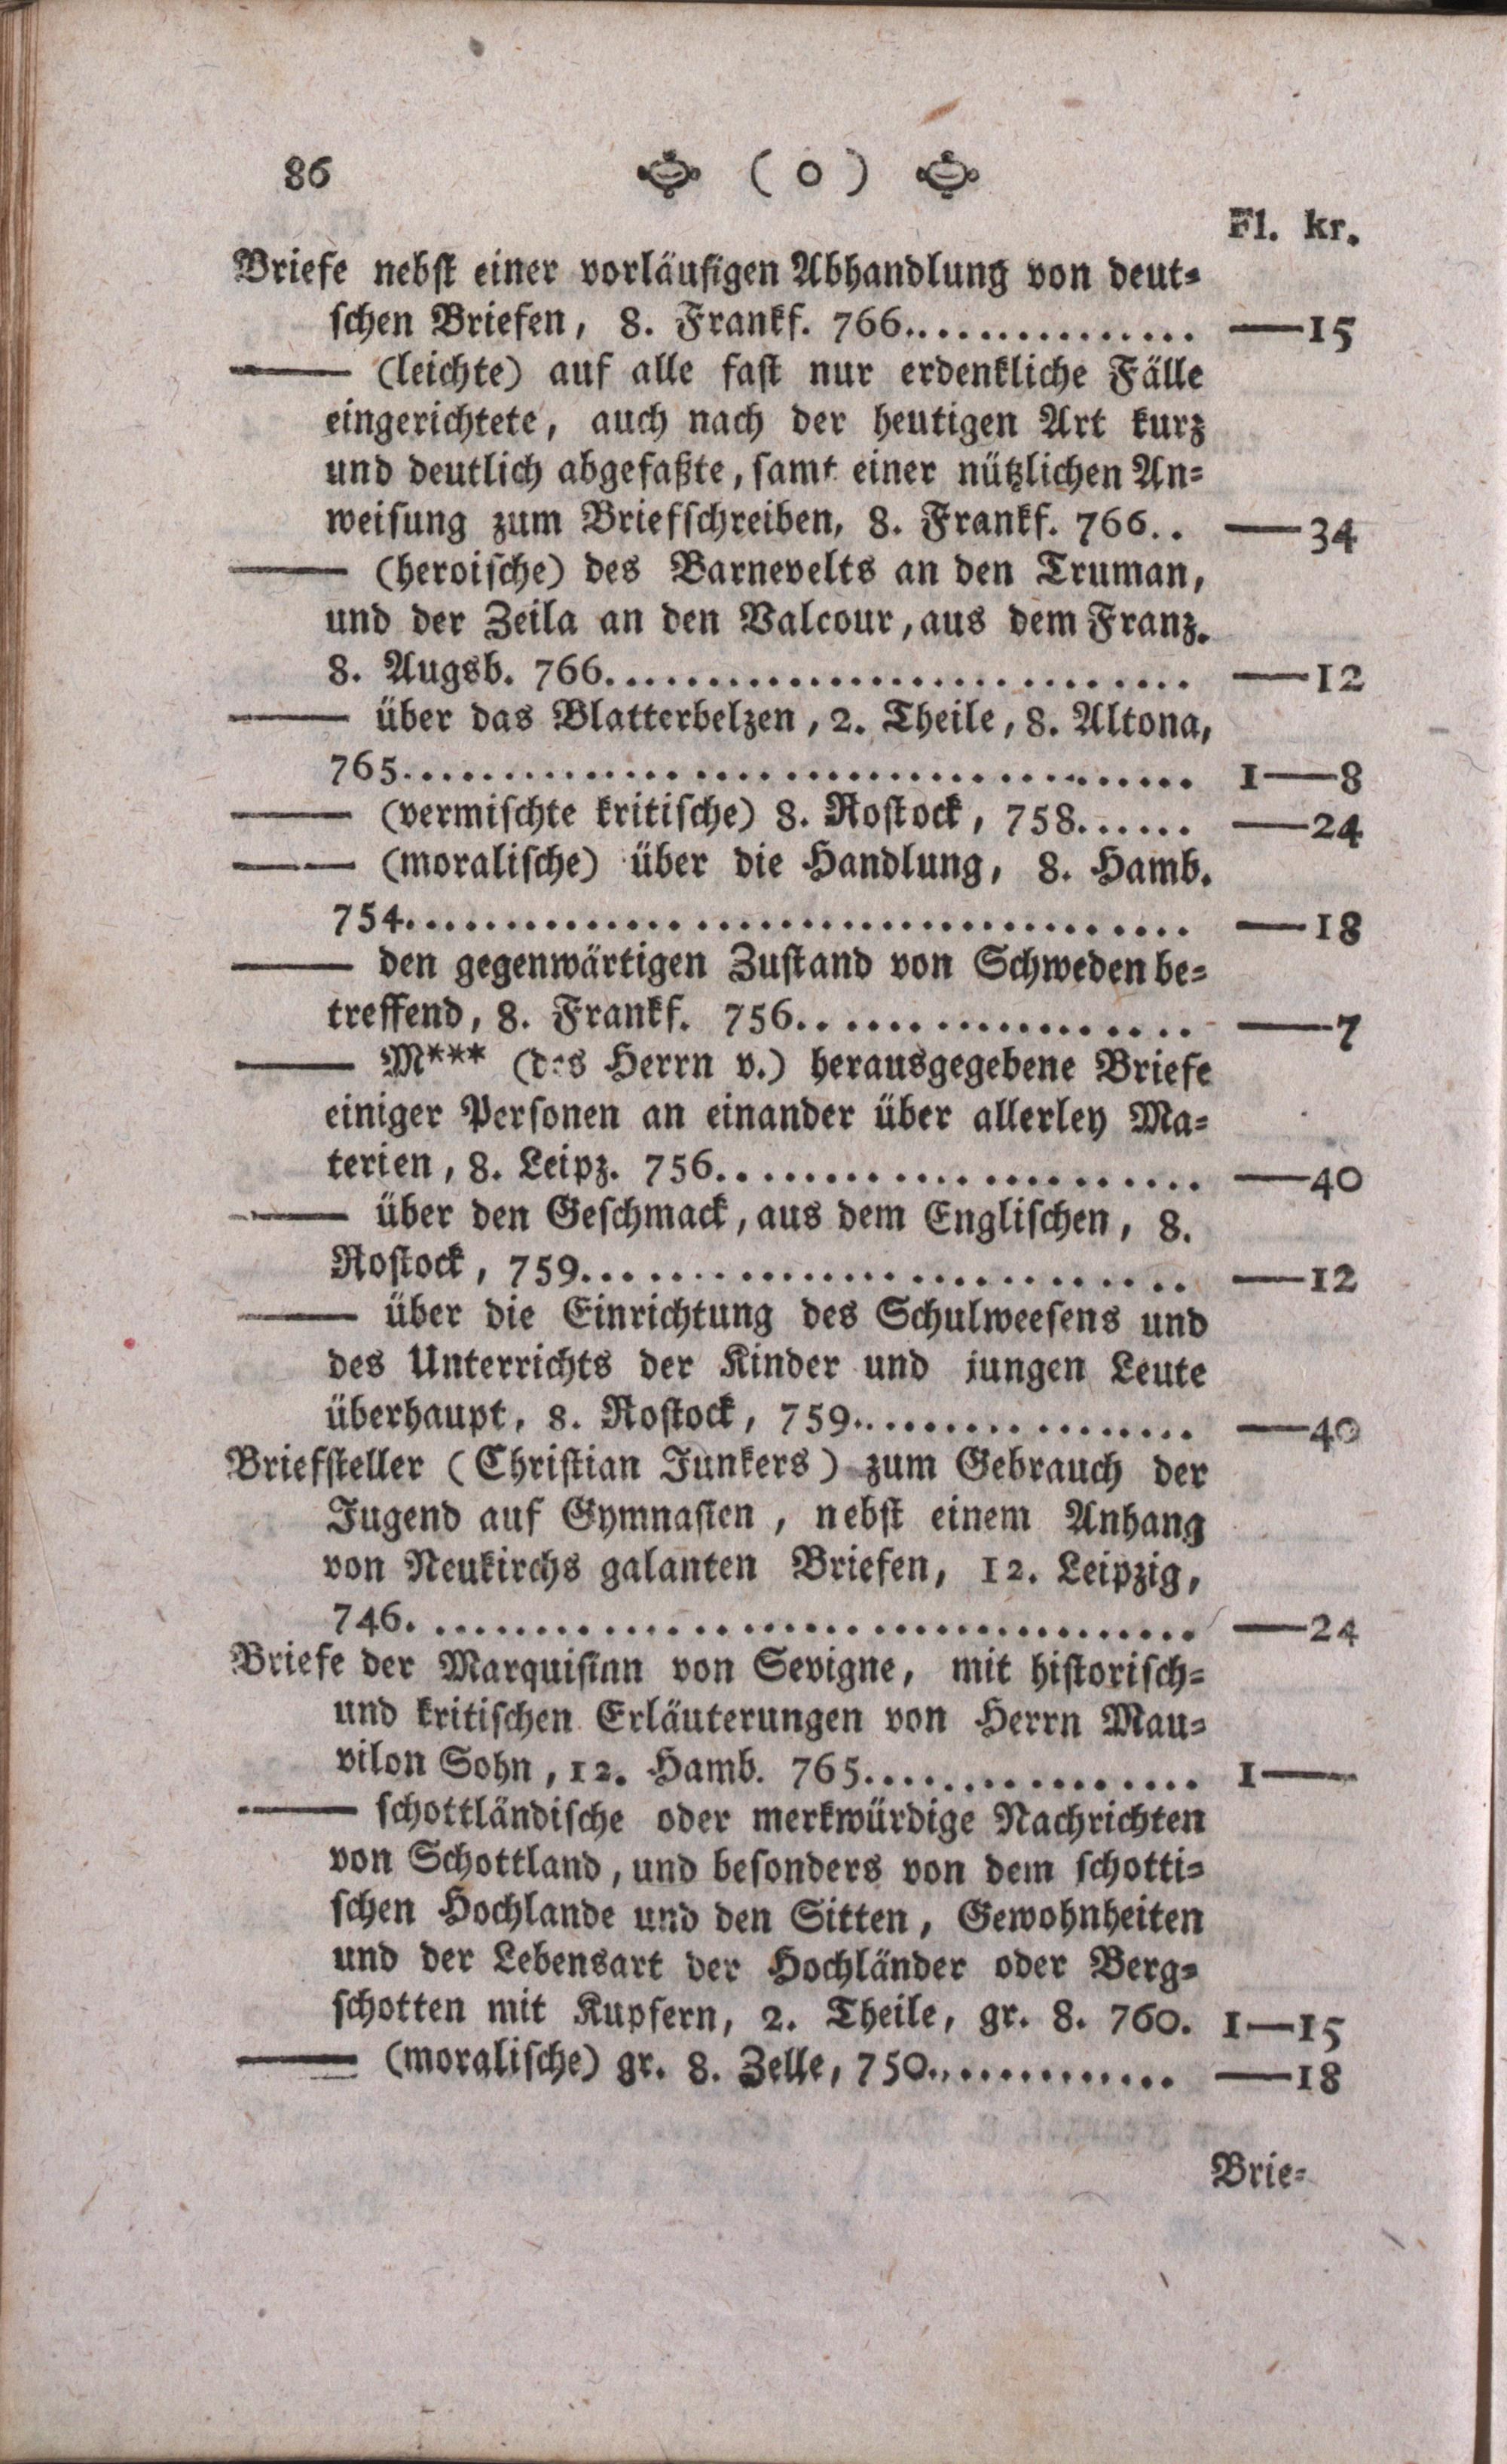 86 ( o )
Fl. kr.
Briefe nebst einer vorläufigen Abhandlung von deut=
schen Briefen, 8. Frankf. 766................ ——15
—— (leichte) auf alle fast nur erdenkliche Fälle
eingerichtete, auch nach der heutigen Art kurz
und deutlich abgefaßte, samt einer nützlichen An=
weisung zum Briefschreiben, 8. Frankf. 766.. ——34
—— (heroische) des Barnevelts an den Truman,
und der Zeila an den Valcour, aus dem Franz.
8. Augsb. 766............................. ——12
—— über das Blatterbelzen, 2. Theile, 8. Altona,
765....................................... 1——8
—— (vermischte kritische) 8. Rostock, 758...... ——24
—— (moralische) über die Handlung, 8. Hamb.
754....................................... ——18
—— den gegenwärtigen Zustand von Schweden be=
treffend, 8. Frankf. 756.................... ——7
—— M*** (des Herrn v.) herausgegebene Briefe
einiger Personen an einander über allerley Ma=
terien, 8. Leipz. 756........................ ——40
—— über den Geschmack, aus dem Englischen, 8.
Rostock, 759.............................. ——12
—— über die Einrichtung des Schulweesens und
des Unterrichts der Kinder und jungen Leute
überhaupt, 8. Rostock, 759................. ——40
Briefsteller (Christian Junkers) zum Gebrauch der
Jugend auf Gymnasien, nebst einem Anhang
von Neukirchs galanten Briefen, 12. Leipzig,
746. ...................................... ——24
Briefe der Marquisinn von Sevigne, mit historisch=
und kritischen Erläuterungen von Herrn Mau=
vilon Sohn, 12. Hamb. 765................. 1——
—— schottländische oder merkwürdige Nachrichten
von Schottland, und besonders von dem schotti=
schen Hochlande und den Sitten, Gewohnheiten
und der Lebensart der Hochländer oder Berg=
schotten mit Kupfern, 2. Theile, gr. 8. 760. 1—15
—— (moralische) gr. 8. Zelle, 750............. ——18
Brie=